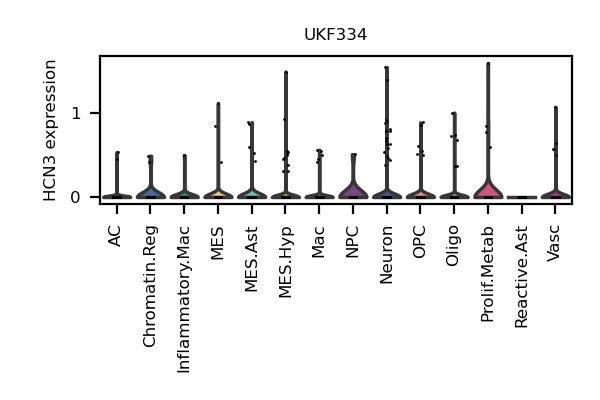 UKF334
HCN3 expression
1
0
AC
Chromatin.Reg
Inflammatory.Mac
MES
MES.Ast
MES.Hyp
Mac
NPC
Neuron
OPC
Oligo
Prolif.Metab
Reactive.Ast
Vasc